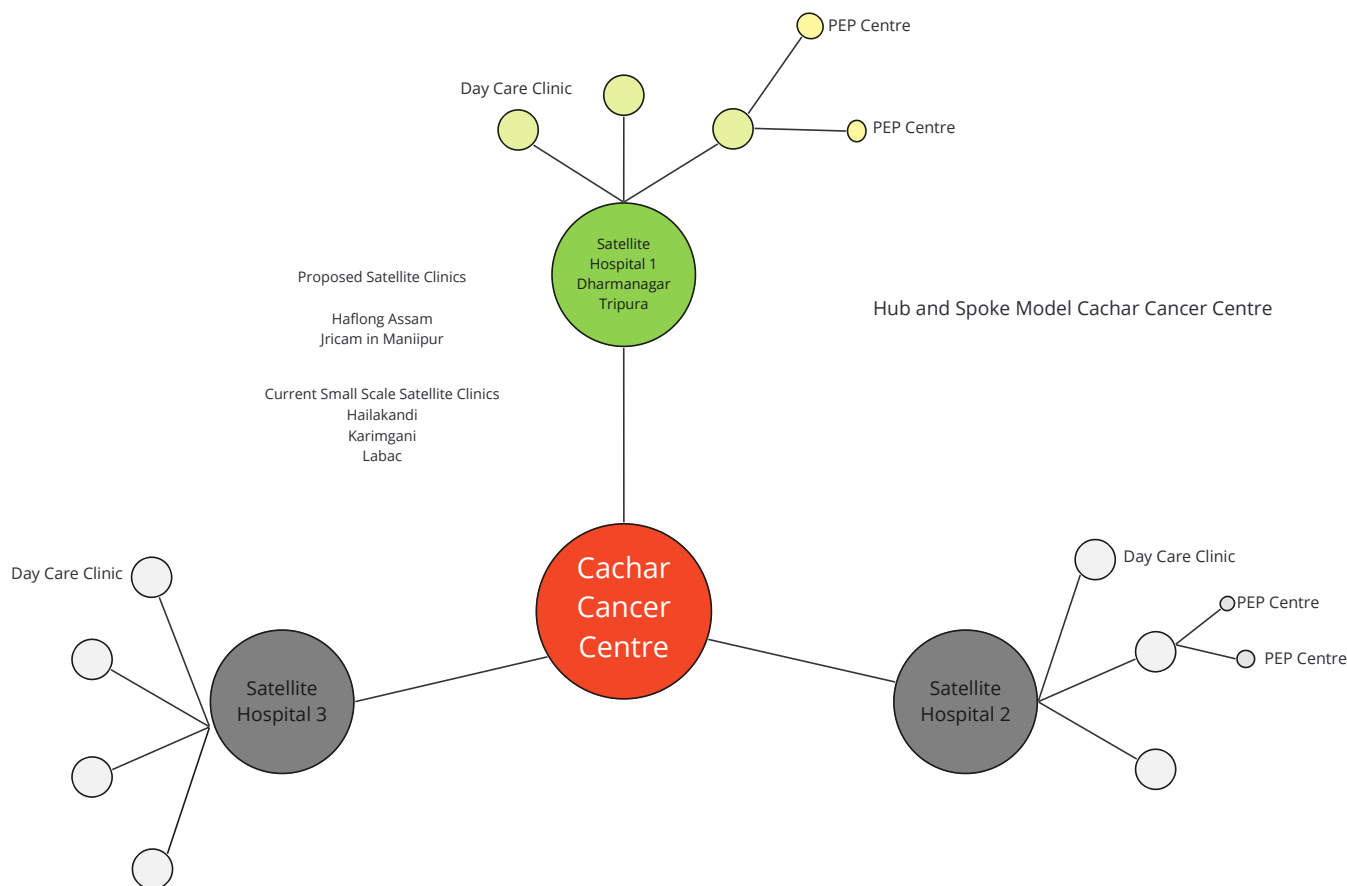 PEP Centre
Day Care Clinic
PEP Centre
Satellite
Hospital 1
Dharmanagar
Tripura
Proposed Satellite Clinics
Haflong Assam
Jricam in Maniipur
Hub and Spoke Model Cachar Cancer Centre
Current Small Scale Satellite Clinics
Hailakandi
Karimgani
Labac
Cachar
Cancer
Centre
Day Care Clinic
Satellite
Hospital 3
Day Care Clinic
PEP Centre
PEP Centre
Satellite
Hospital 2